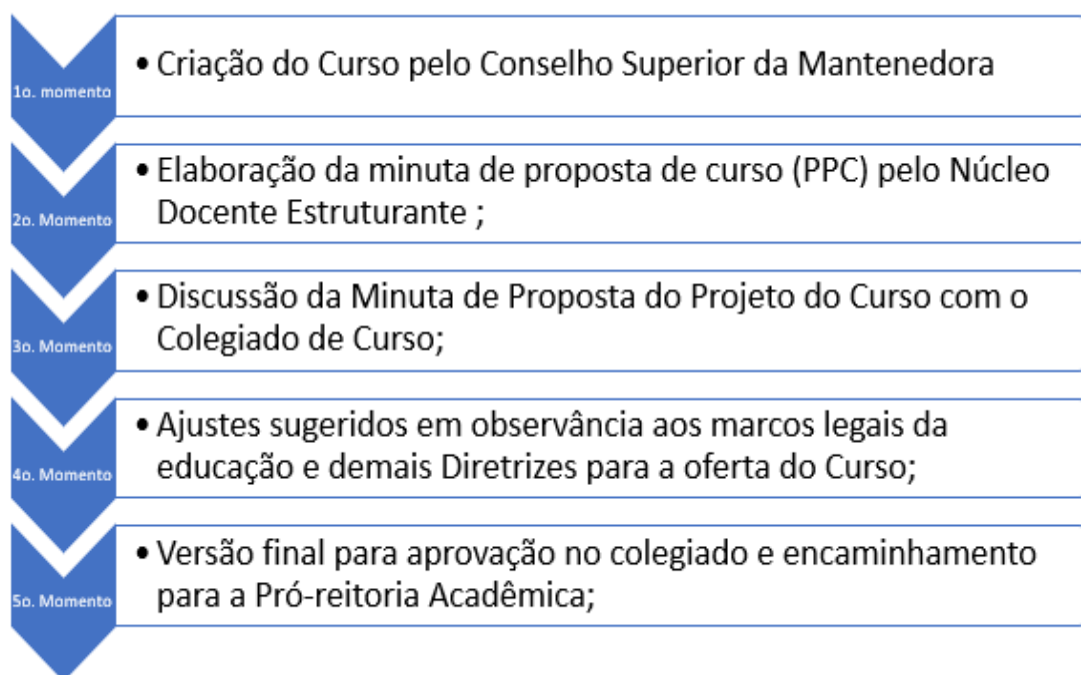 1o. momento
• Criação do Curso pelo Conselho Superior da Mantenedora
2o. Momento
• Elaboração da minuta de proposta de curso (PPC) pelo Núcleo
Docente Estruturante ;
3o. Momento
• Discussão da Minuta de Proposta do Projeto do Curso com o
Colegiado de Curso;
4o. Momento
• Ajustes sugeridos em observância aos marcos legais da
educação e demais Diretrizes para a oferta do Curso;
5o. Momento
• Versão final para aprovação no colegiado e encaminhamento
para a Pró-reitoria Acadêmica;